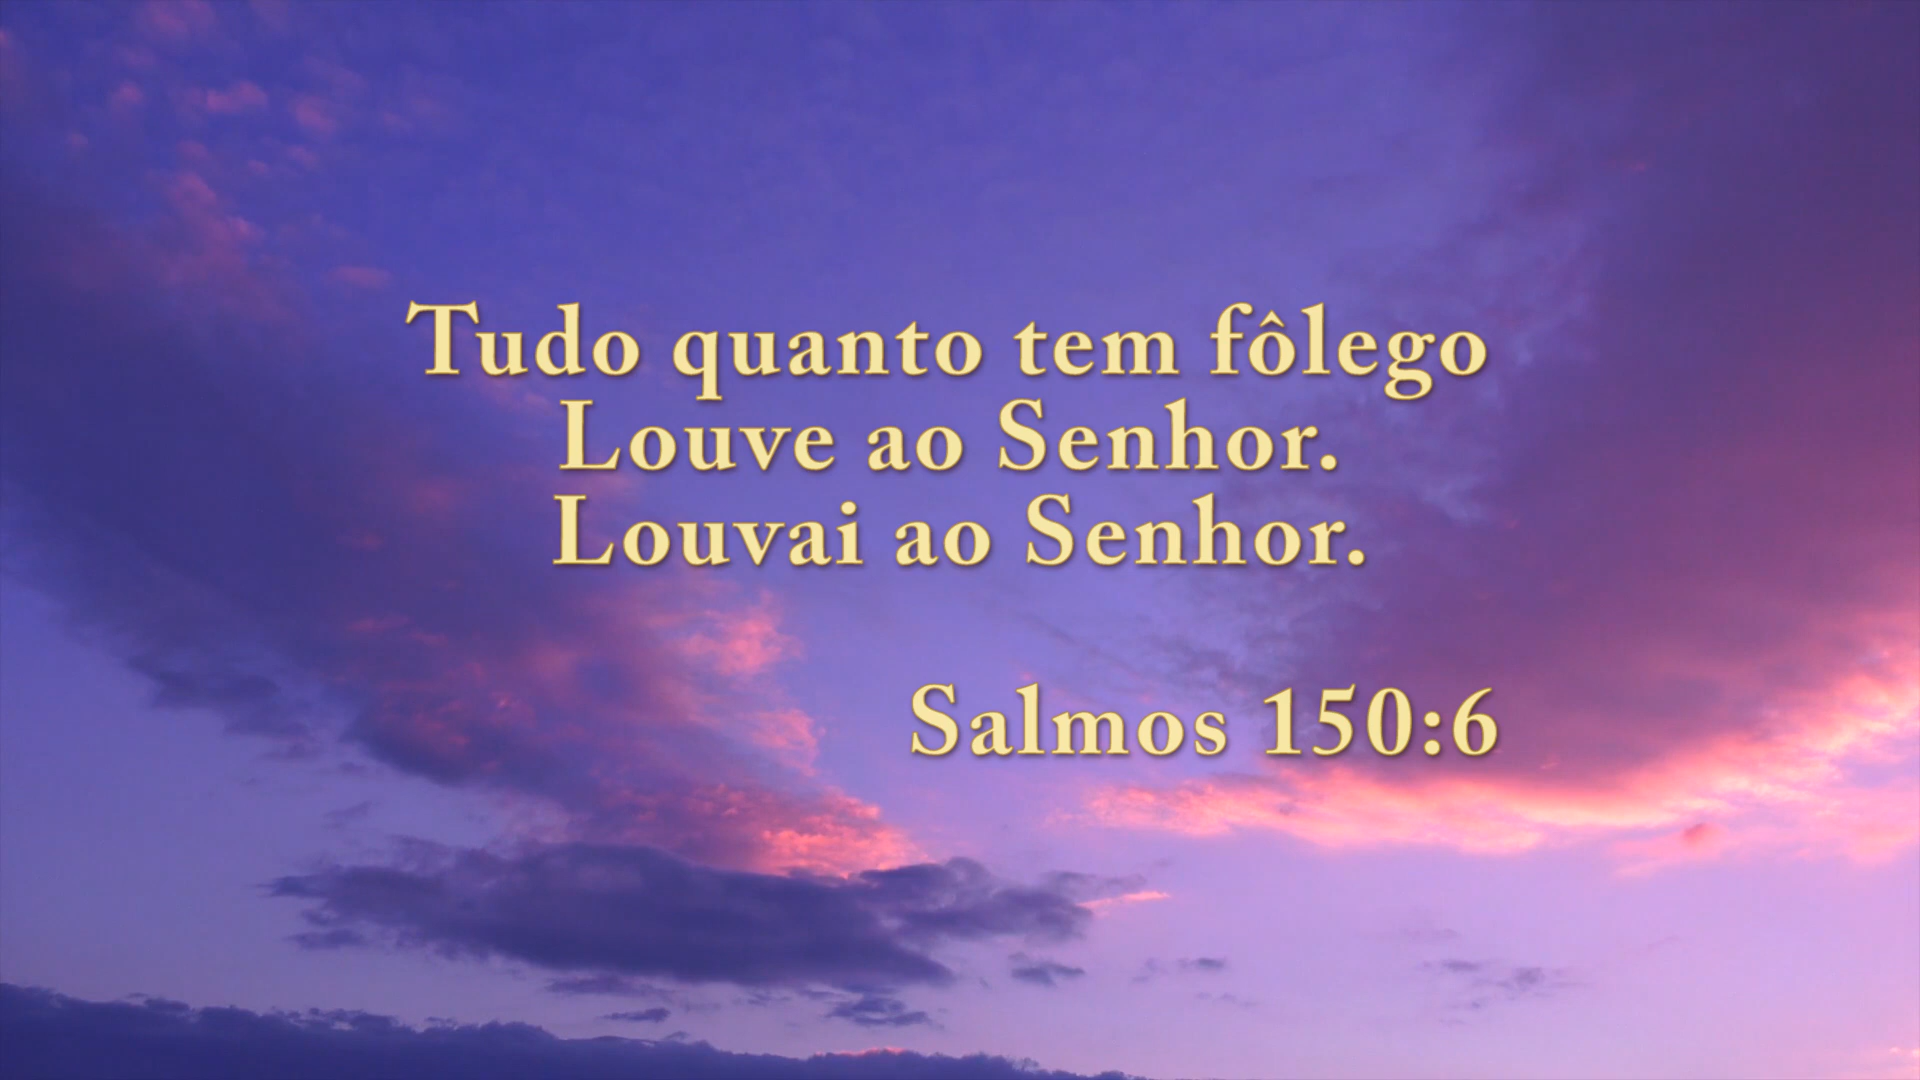 Tudo quanto tem fôlego
Louve ao Senhor.
Louvai ao Senhor.
Salmos 150:6